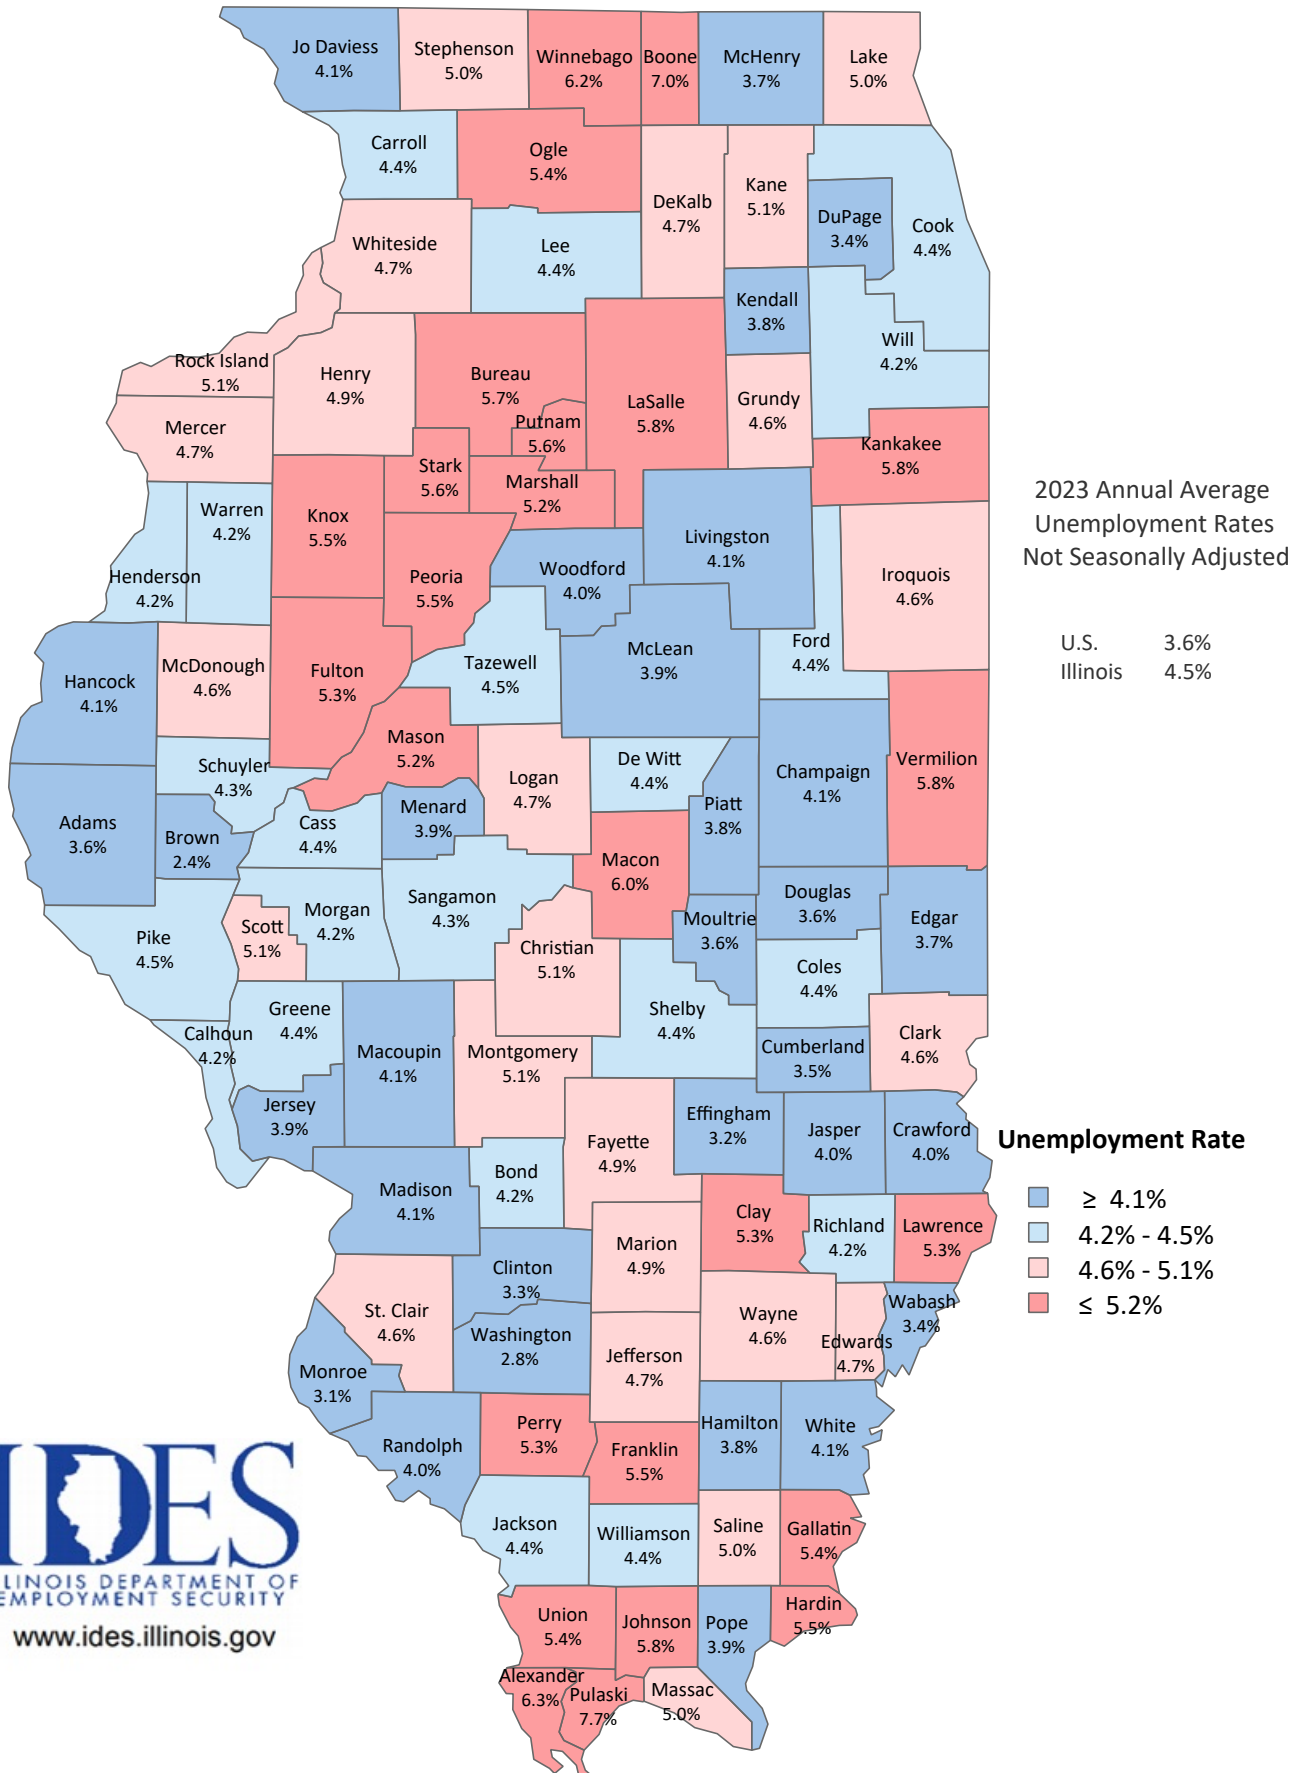 Jo Daviess
4.1%
Stephenson
5.0%
Winnebago
6.2%
Boone
7.0%
McHenry
3.7%
Lake
5.0%
Carroll
4.4%
Ogle
5.4%
DeKalb
4.7%
Kane
5.1%
DuPage
3.4%
Cook
4.4%
Whiteside
4.7%
Lee
4.4%
Kendall
3.8%
Will
4.2%
Rock Island
5.1%
Henry
4.9%
Bureau
5.7%
Putnam
5.6%
LaSalle
5.8%
Grundy
4.6%
Mercer
4.7%
Kankakee
5.8%
Stark
5.6%
Marshall
5.2%
Warren
4.2%
Knox
5.5%
Livingston
4.1%
Henderson
4.2%
Peoria
5.5%
Woodford
4.0%
Iroquois
4.6%
2023 Annual Average
Unemployment Rates
Not Seasonally Adjusted
U.S. 3.6%
Illinois 4.5%
Hancock
4.1%
McDonough
4.6%
Fulton
5.3%
Tazewell
4.5%
McLean
3.9%
Ford
4.4%
Mason
5.2%
Schuyler
4.3%
Logan
4.7%
De Witt
4.4%
Champaign
4.1%
Vermilion
5.8%
Adams
3.6%
Brown
2.4%
Cass
4.4%
Menard
3.9%
Piatt
3.8%
Macon
6.0%
Pike
4.5%
Scott
5.1%
Morgan
4.2%
Sangamon
4.3%
Christian
5.1%
Moultrie
3.6%
Douglas
3.6%
Edgar
3.7%
Coles
4.4%
Calhoun
4.2%
Greene
4.4%
Macoupin
4.1%
Montgomery
5.1%
Shelby
4.4%
Cumberland
3.5%
Clark
4.6%
Jersey
3.9%
Fayette
4.9%
Effingham
3.2%
Jasper
4.0%
Crawford
4.0%
Madison
4.1%
Bond
4.2%
Clay
5.3%
Richland
4.2%
Lawrence
5.3%
Unemployment Rate
≥ 4.1%
4.2% - 4.5%
4.6% - 5.1%
≤ 5.2%
Clinton
3.3%
Marion
4.9%
St. Clair
4.6%
Washington
2.8%
Wayne
4.6%
Edwards
4.7%
Wabash
3.4%
Monroe
3.1%
Jefferson
4.7%
Randolph
4.0%
Perry
5.3%
Franklin
5.5%
Hamilton
3.8%
White
4.1%
Jackson
4.4%
Williamson
4.4%
Saline
5.0%
Gallatin
5.4%
Union
5.4%
Johnson
5.8%
Pope
3.9%
Hardin
5.5%
Alexander
6.3%
Pulaski
7.7%
Massac
5.0%
IDES
ILLINOIS DEPARTMENT OF
EMPLOYMENT SECURITY
www.ides.illinois.gov